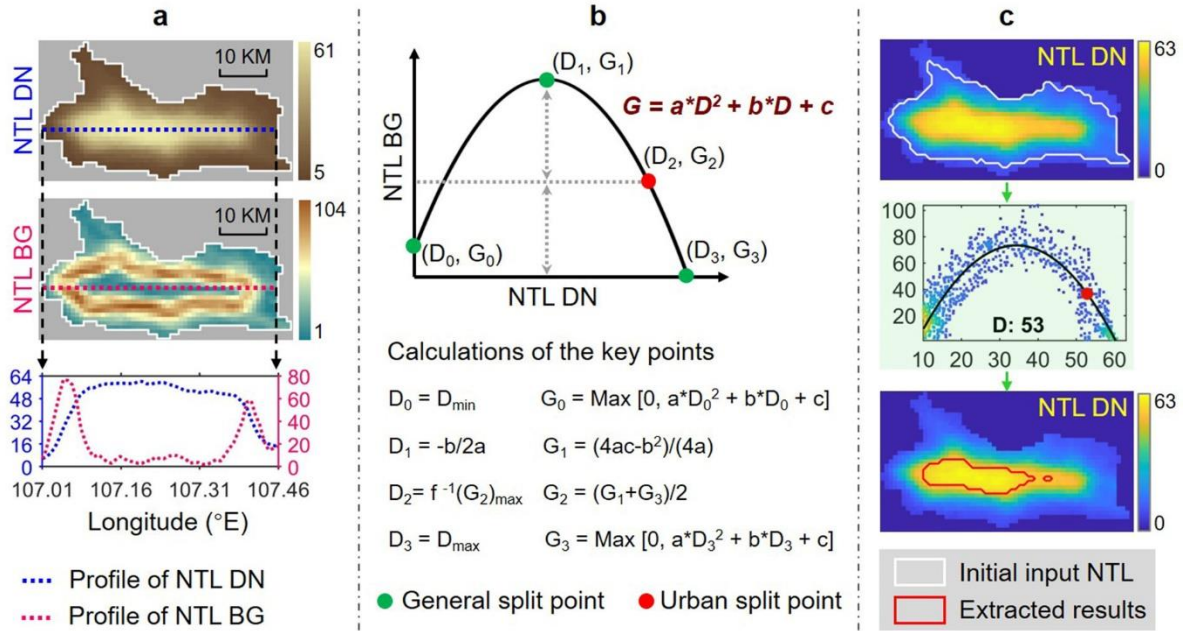 a
NTL DN
10 KM
61
5
NTL BG
10 KM
104
1
64
48
32
16
0
80
60
40
20
0
107.01 107.16 107.31 107.46
Longitude (°E)
Profile of NTL DN
Profile of NTL BG
b
NTL BG
(D₁, G₁)
G = a*D² + b*D + c
(D₂, G₂)
(D₀, G₀)
(D₃, G₃)
NTL DN
Calculations of the key points
D₀ = Dₘᵢₙ G₀ = Max [0, a*D₀² + b*D₀ + c]
D₁ = -b/2a G₁ = (4ac-b²)/(4a)
D₂= f ⁻¹(G₂)ₘₐₓ G₂ = (G₁+G₃)/2
D₃ = Dₘₐₓ G₃ = Max [0, a*D₃² + b*D₃ + c]
General split point Urban split point
c
NTL DN
63
0
100
80
60
40
20
D: 53
10 20 30 40 50 60
NTL DN
63
0
Initial input NTL
Extracted results